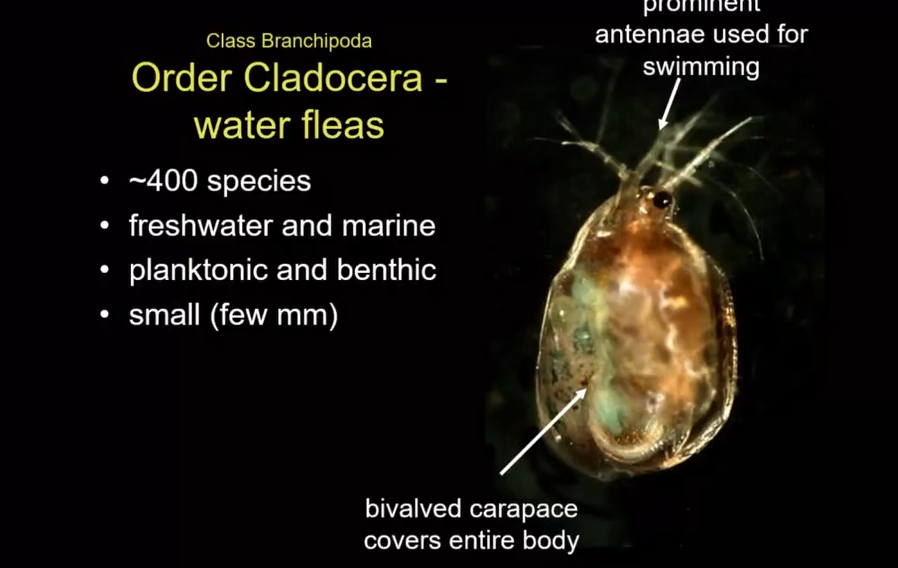 prominent
antennae used for
swimming
Class Branchipoda
Order Cladocera -
water fleas
• ~400 species
• freshwater and marine
• planktonic and benthic
• small (few mm)
bivalved carapace
covers entire body